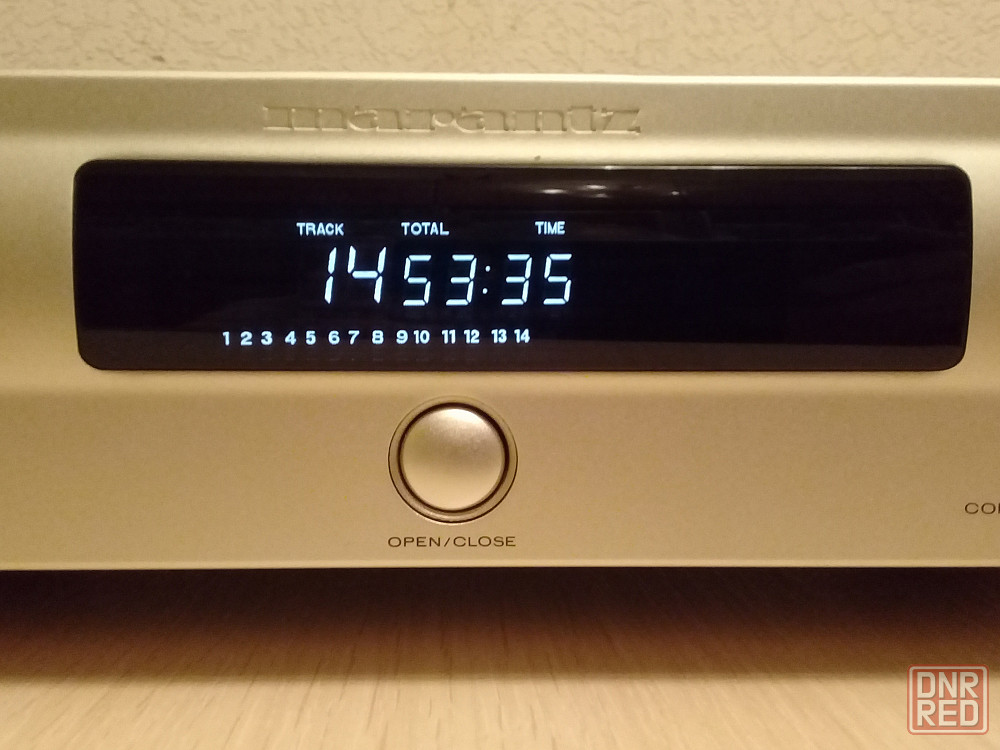 marantz
TRACK TOTAL TIME
14 53:35
1 2 3 4 5 6 7 8 9 10 11 12 13 14
OPEN/CLOSE
DNR
RED